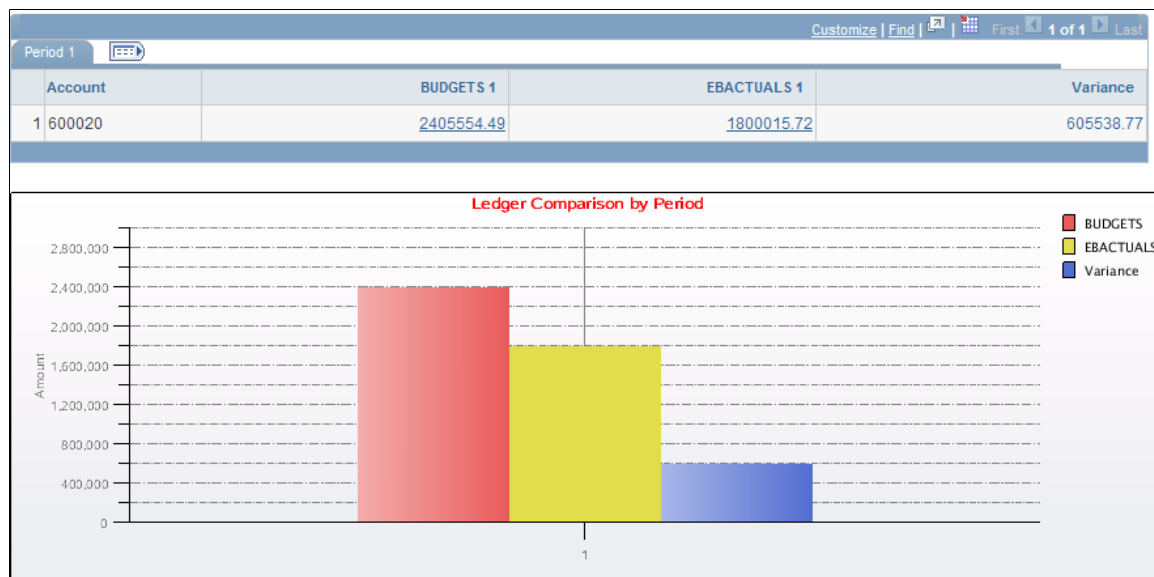 Customize | Find | | First 1 of 1 Last
Period 1
Account BUDGETS 1 EBACTUALS 1 Variance
1 600020 2405554.49 1800015.72 605538.77
Ledger Comparison by Period
BUDGETS
EBACTUALS
Variance
2,800,000
2,400,000
2,000,000
1,600,000
1,200,000
800,000
400,000
0
Amount
1